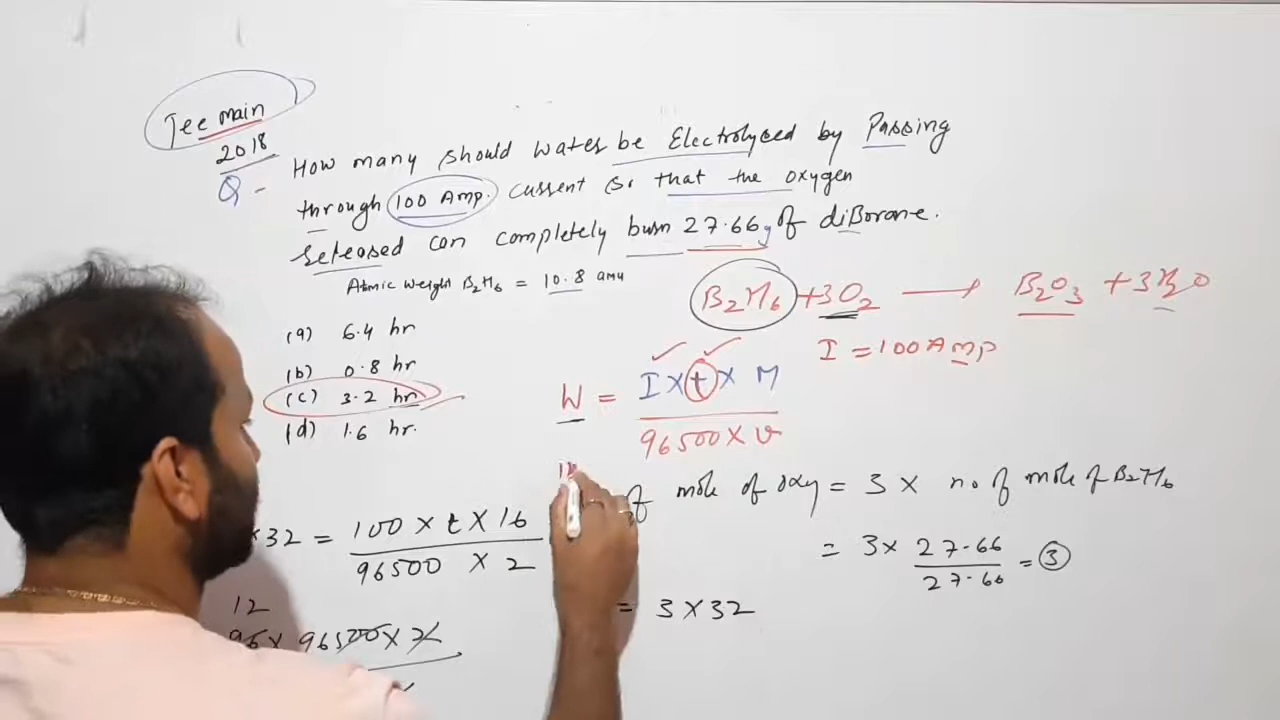 Jee main
2018
Q - How many should water be Electrolysed by Passing
through 100 Amp. current so that the oxygen
released can completely burn 27.66g of diBorane.
Atomic weight B2H6 = 10.8 amu
B2H6 + 3O2 → B2O3 + 3H2O
(a) 6.4 hr
(b) 0.8 hr
(c) 3.2 hr
(d) 1.6 hr.
I = 100 Amp
W = I × t × M / 96500 × v
of mole of oxy = 3 × no. of mole of B2H6
= 3 × 27.66 / 27.66 = 3
= 3 × 32
×32 = 100 × t × 16 / 96500 × 2
12
96 × 96500 × 2